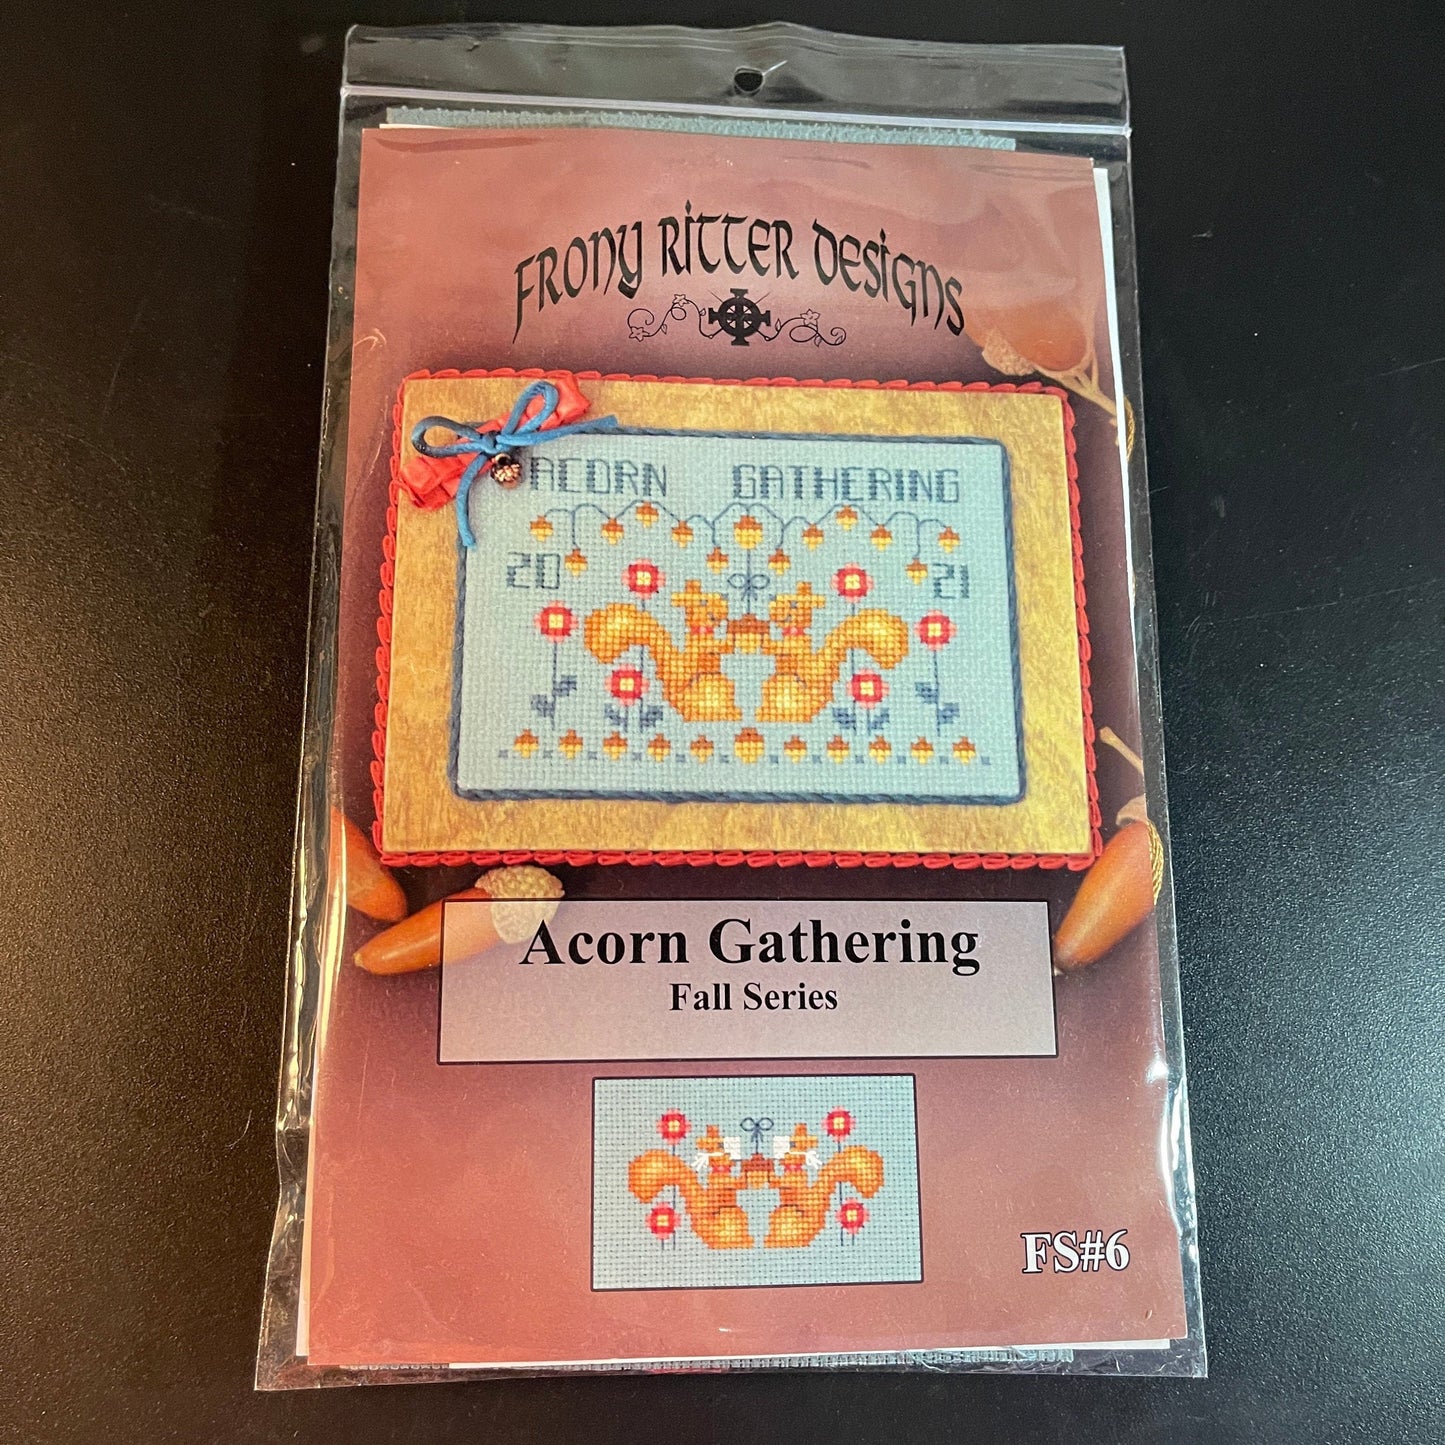 FRONY RITTER DESIGNS
ACORN GATHERING
20 21
Acorn Gathering
Fall Series
FS#6